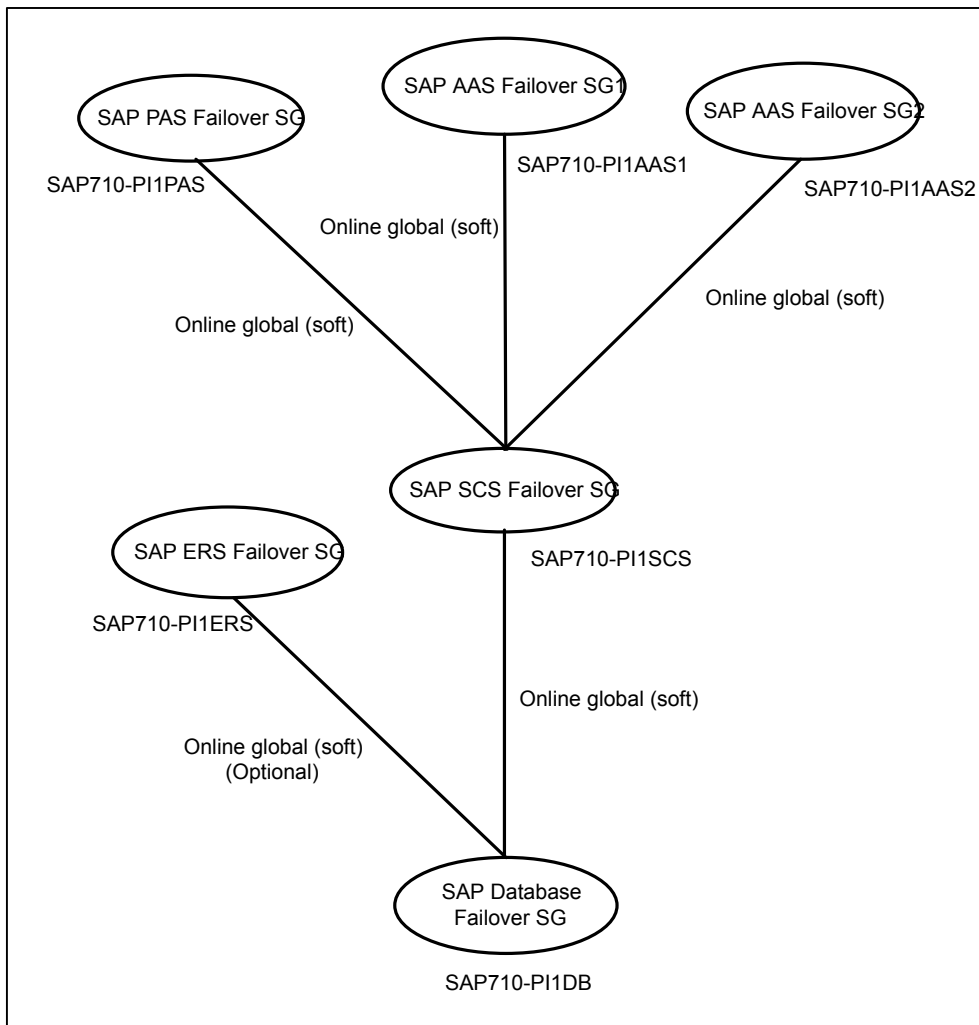 SAP AAS Failover SG1
SAP PAS Failover SG
SAP AAS Failover SG2
SAP710-PI1AAS1
SAP710-PI1PAS
SAP710-PI1AAS2
Online global (soft)
Online global (soft)
Online global (soft)
SAP SCS Failover SG
SAP ERS Failover SG
SAP710-PI1SCS
SAP710-PI1ERS
Online global (soft)
Online global (soft)
(Optional)
SAP Database
Failover SG
SAP710-PI1DB